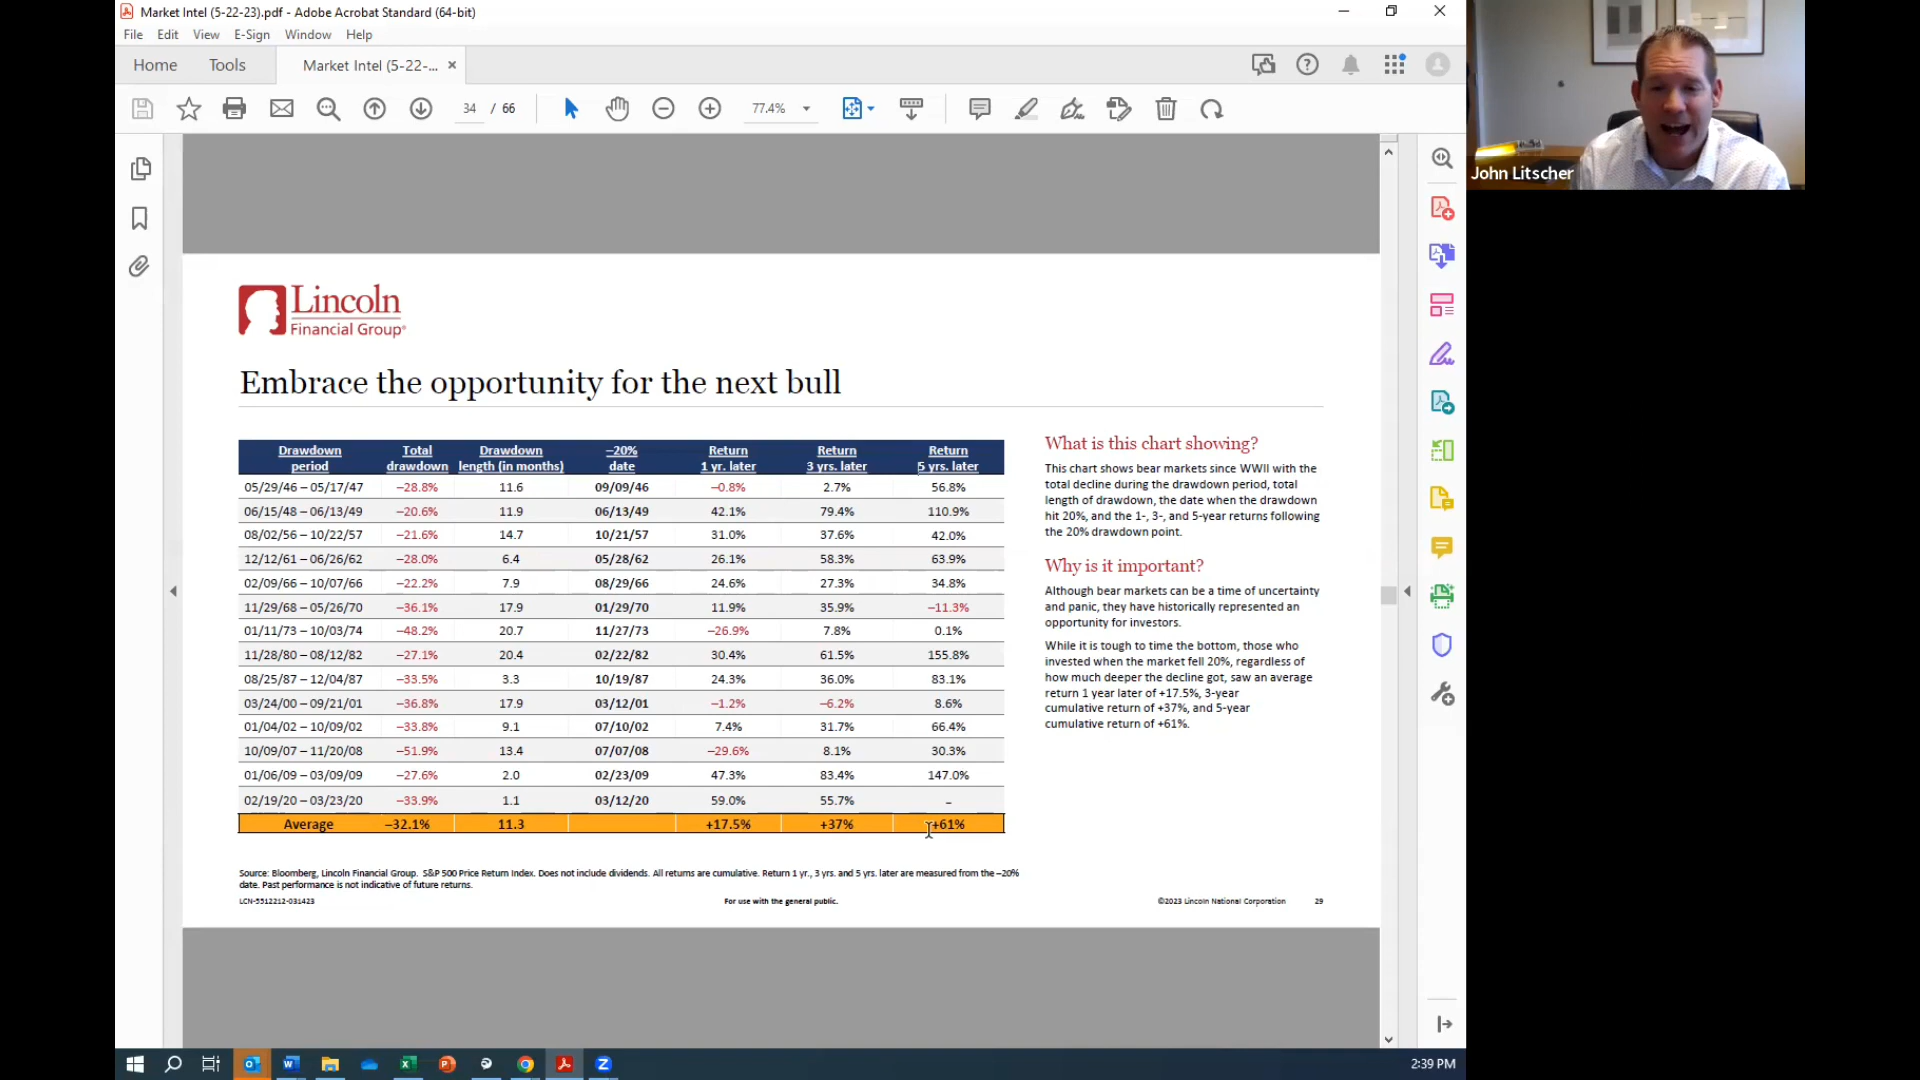 Market Intel (5-22-23).pdf - Adobe Acrobat Standard (64-bit)
File Edit View E-Sign Window Help
Home Tools Market Intel (5-22-... ×
34 / 66 77.4%
John Litscher
Lincoln
Financial Group®
Embrace the opportunity for the next bull
Drawdown period Total drawdown Drawdown length (in months) –20% date Return 1 yr. later Return 3 yrs. later Return 5 yrs. later
05/29/46 – 05/17/47 –28.8% 11.6 09/09/46 –0.8% 2.7% 56.8%
06/15/48 – 06/13/49 –20.6% 11.9 06/13/49 42.1% 79.4% 110.9%
08/02/56 – 10/22/57 –21.6% 14.7 10/21/57 31.0% 37.6% 42.0%
12/12/61 – 06/26/62 –28.0% 6.4 05/28/62 26.1% 58.3% 63.9%
02/09/66 – 10/07/66 –22.2% 7.9 08/29/66 24.6% 27.3% 34.8%
11/29/68 – 05/26/70 –36.1% 17.9 01/29/70 11.9% 35.9% –11.3%
01/11/73 – 10/03/74 –48.2% 20.7 11/27/73 –26.9% 7.8% 0.1%
11/28/80 – 08/12/82 –27.1% 20.4 02/22/82 30.4% 61.5% 155.8%
08/25/87 – 12/04/87 –33.5% 3.3 10/19/87 24.3% 36.0% 83.1%
03/24/00 – 09/21/01 –36.8% 17.9 03/12/01 –1.2% –6.2% 8.6%
01/04/02 – 10/09/02 –33.8% 9.1 07/10/02 7.4% 31.7% 66.4%
10/09/07 – 11/20/08 –51.9% 13.4 07/07/08 –29.6% 8.1% 30.3%
01/06/09 – 03/09/09 –27.6% 2.0 02/23/09 47.3% 83.4% 147.0%
02/19/20 – 03/23/20 –33.9% 1.1 03/12/20 59.0% 55.7% –
Average –32.1% 11.3 +17.5% +37% +61%
What is this chart showing?
This chart shows bear markets since WWII with the
total decline during the drawdown period, total
length of drawdown, the date when the drawdown
hit 20%, and the 1-, 3-, and 5-year returns following
the 20% drawdown point.
Why is it important?
Although bear markets can be a time of uncertainty
and panic, they have historically represented an
opportunity for investors.
While it is tough to time the bottom, those who
invested when the market fell 20%, regardless of
how much deeper the decline got, saw an average
return 1 year later of +17.5%, 3-year
cumulative return of +37%, and 5-year
cumulative return of +61%.
Source: Bloomberg, Lincoln Financial Group. S&P 500 Price Return Index. Does not include dividends. All returns are cumulative. Return 1 yr., 3 yrs. and 5 yrs. later are measured from the –20%
date. Past performance is not indicative of future returns.
LCN-5512212-031423 For use with the general public. ©2023 Lincoln National Corporation 29
2:39 PM